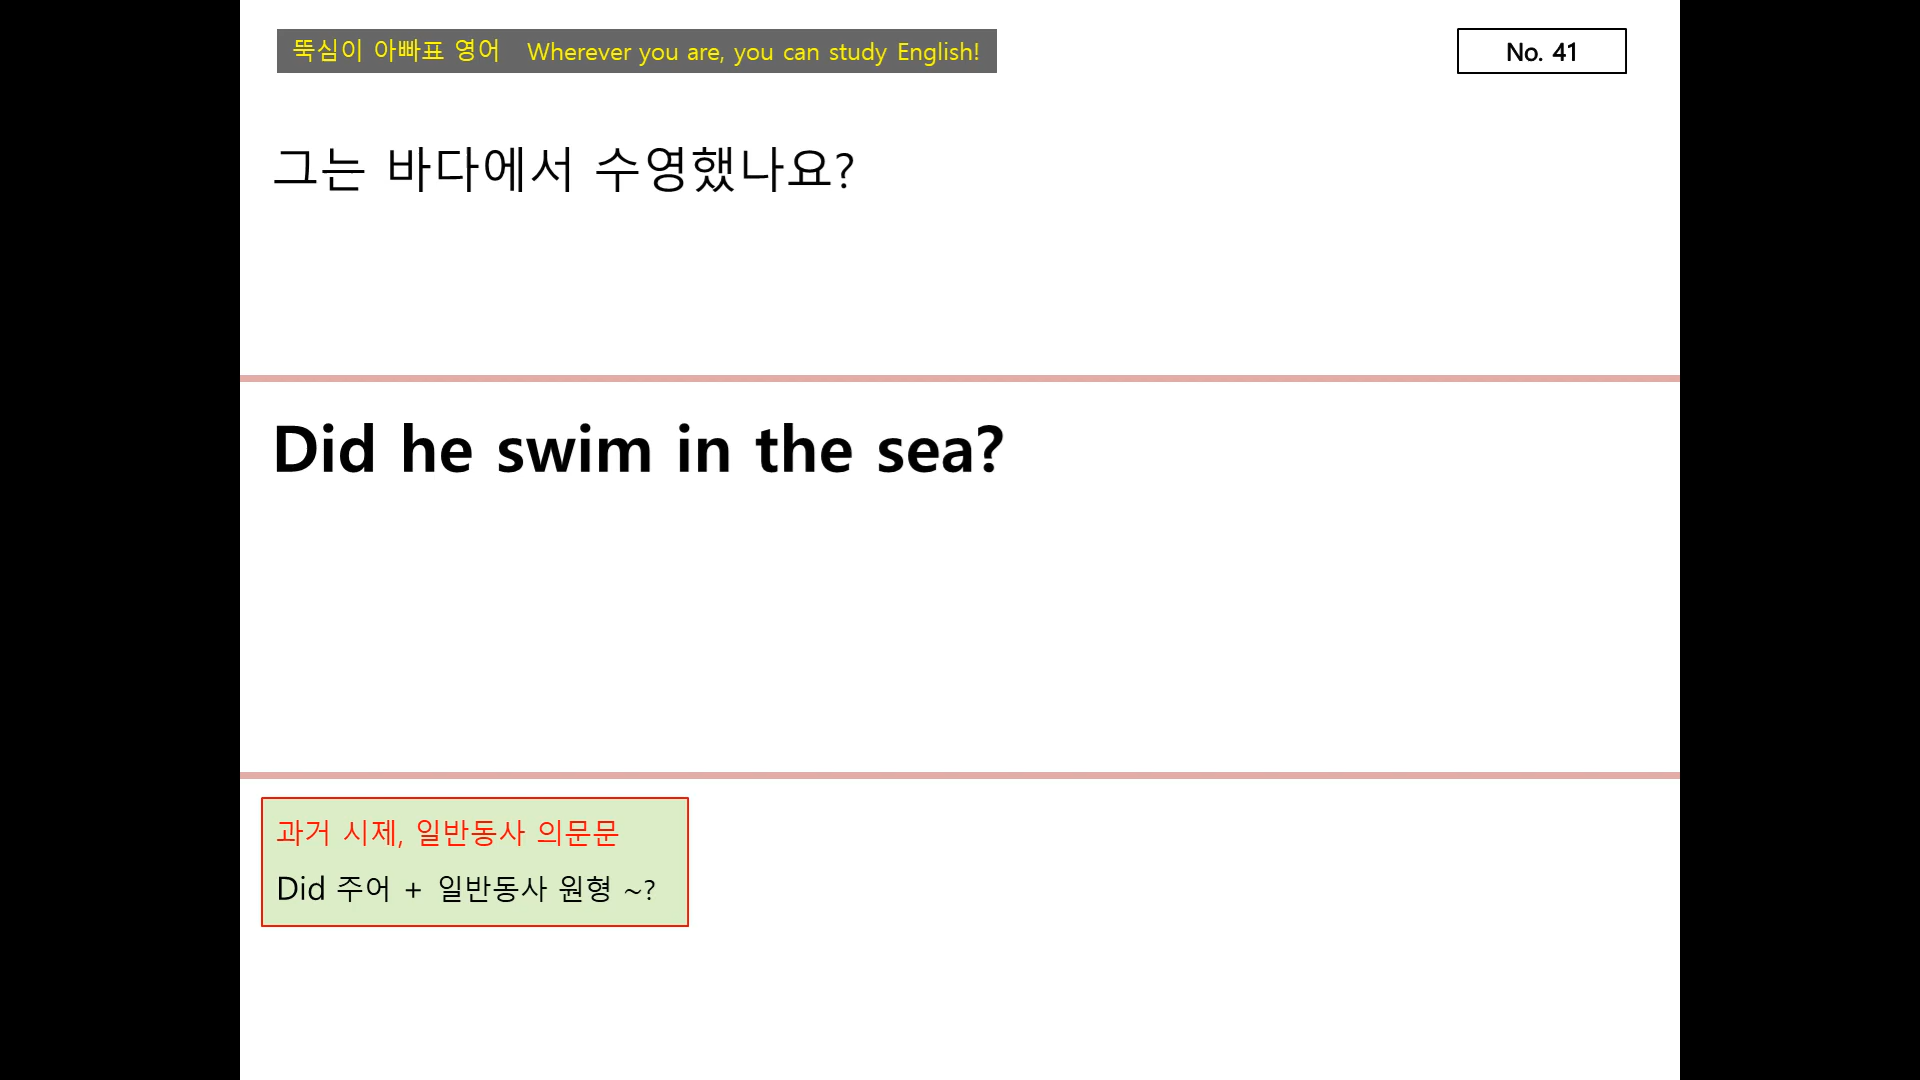 뚝심이 아빠표 영어 Wherever you are, you can study English!
No. 41
그는 바다에서 수영했나요?
Did he swim in the sea?
과거 시제, 일반동사 의문문
Did 주어 + 일반동사 원형 ~?